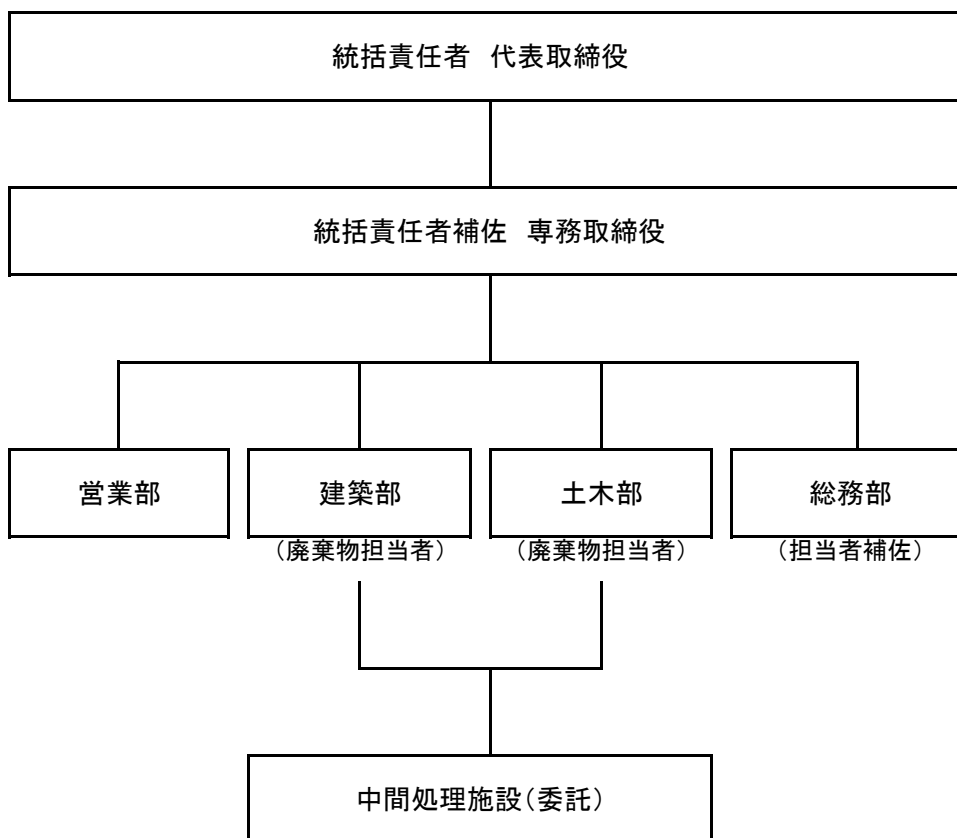 統括責任者　代表取締役
統括責任者補佐　専務取締役
営業部
建築部
土木部
総務部
（廃棄物担当者）
（廃棄物担当者）
（担当者補佐）
中間処理施設（委託）